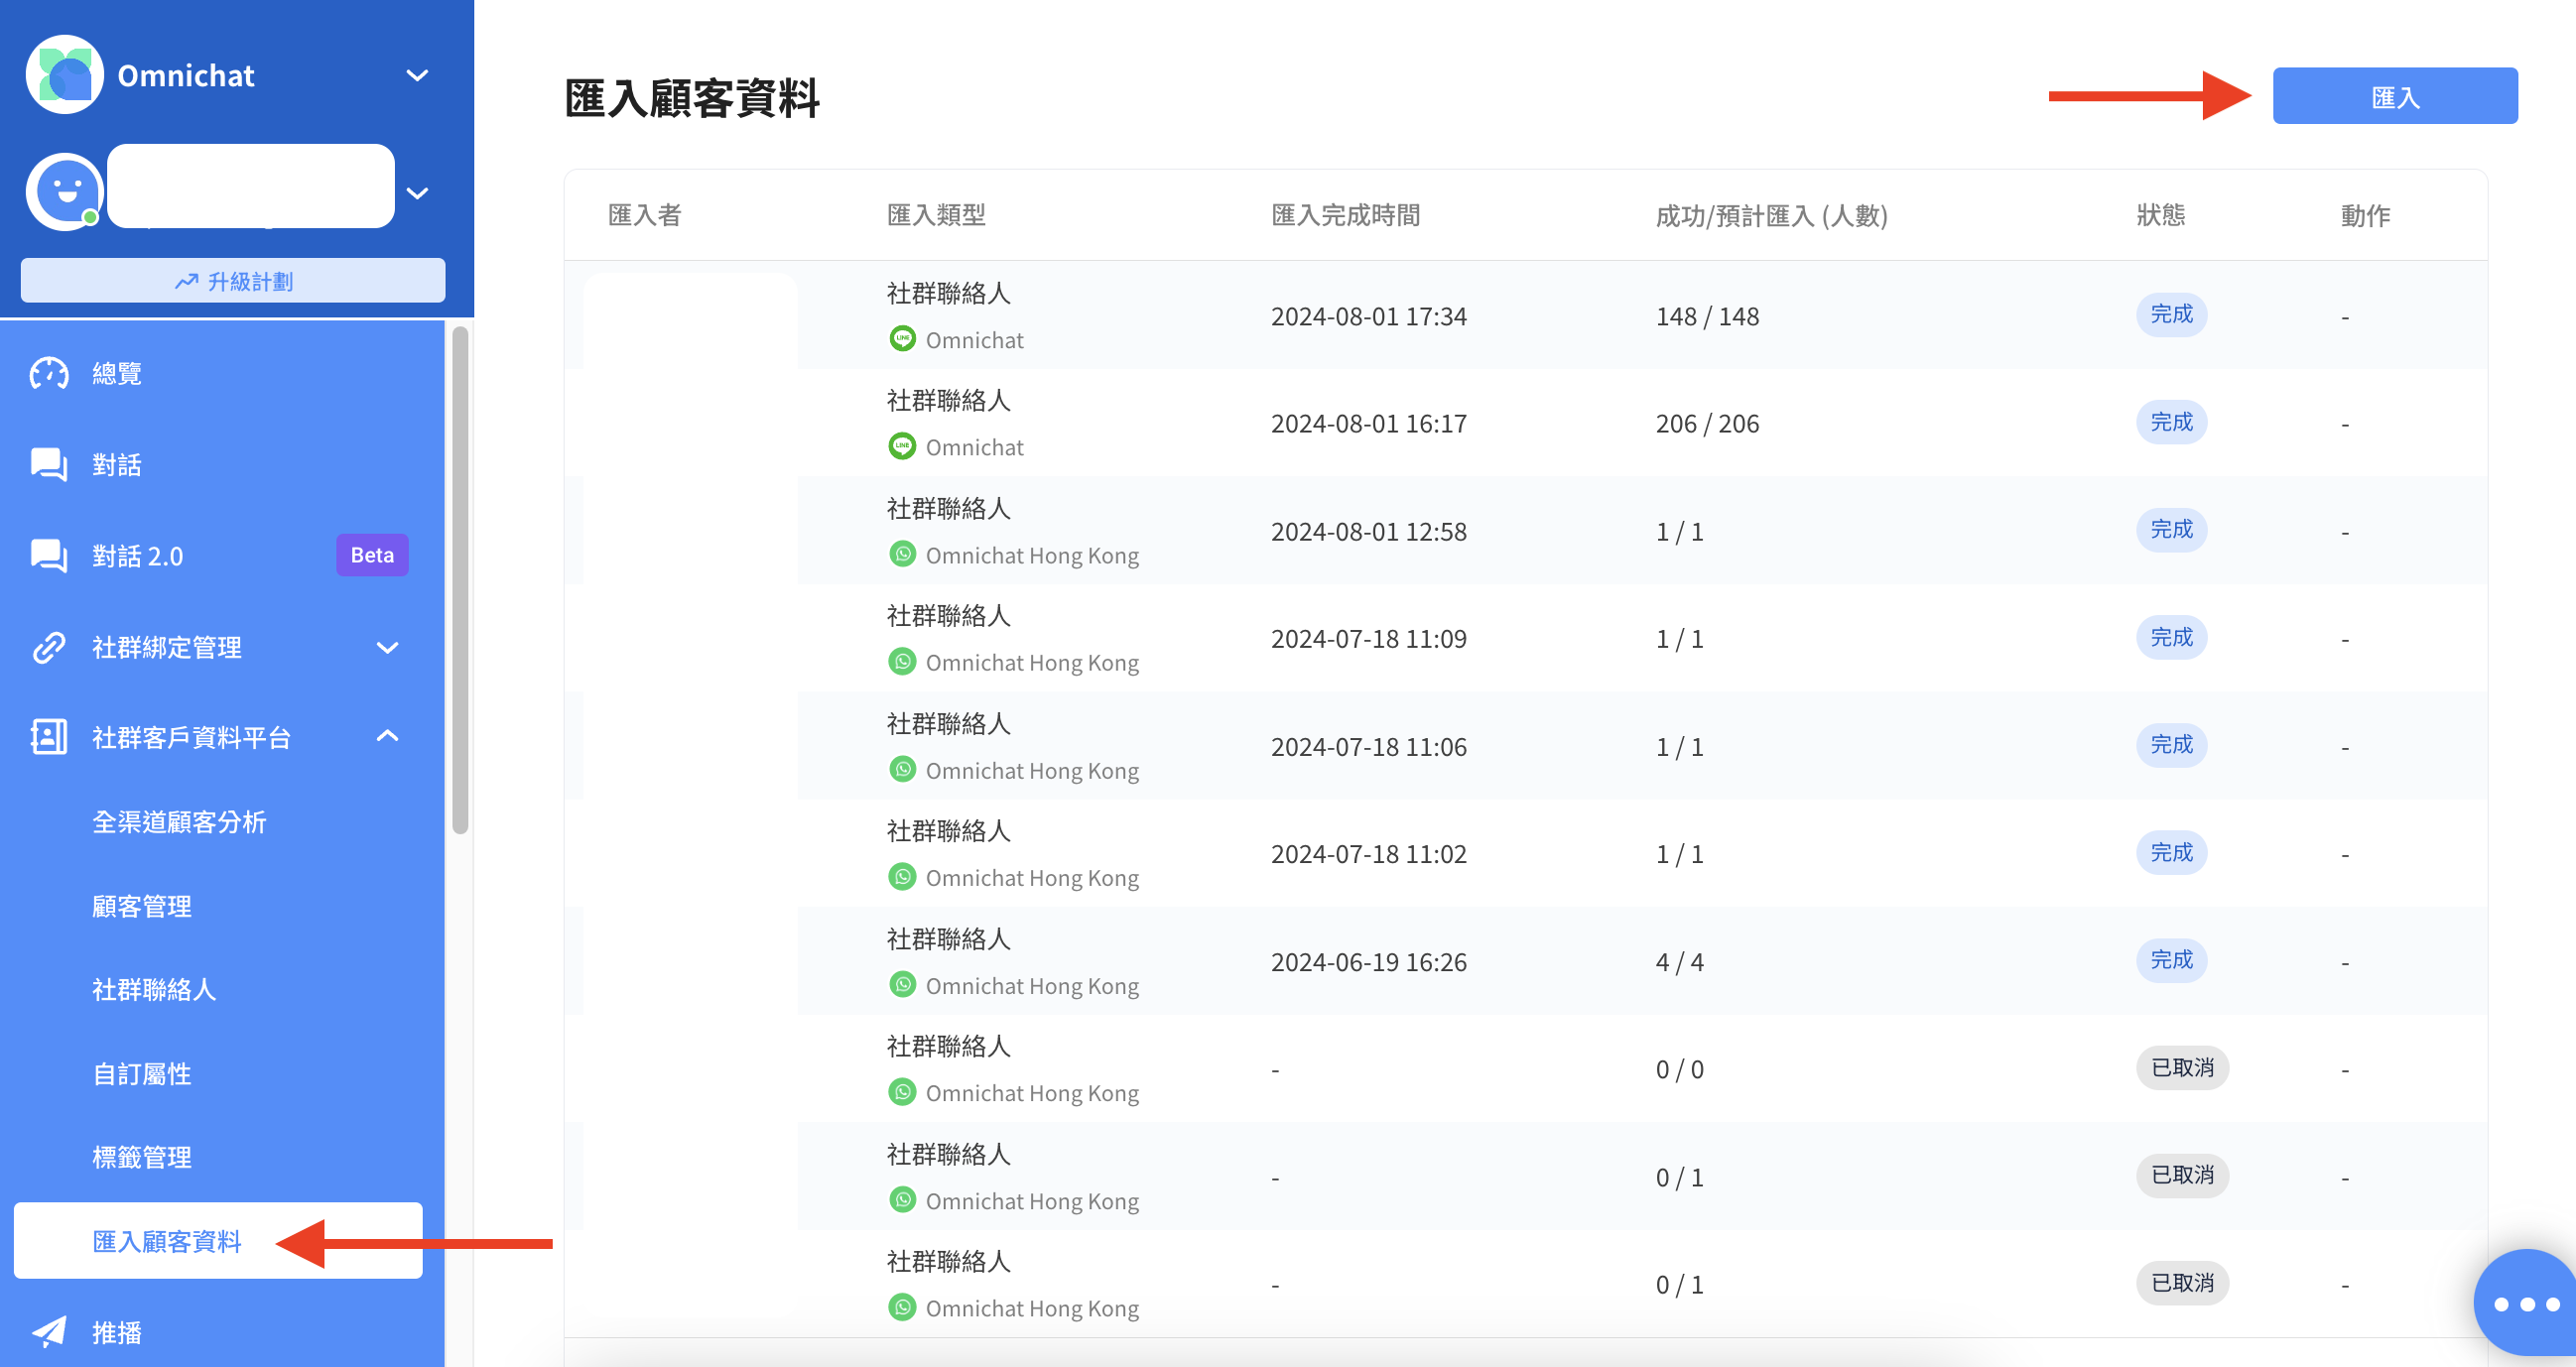 Omnichat
升級計劃
總覽
對話
對話 2.0
Beta
社群綁定管理
社群客戶資料平台
全渠道顧客分析
顧客管理
社群聯絡人
自訂屬性
標籤管理
匯入顧客資料
推播
匯入顧客資料
匯入
匯入者 匯入類型 匯入完成時間 成功/預計匯入 (人數) 狀態 動作
社群聯絡人
LINE Omnichat
2024-08-01 17:34 148 / 148 完成 -
社群聯絡人
LINE Omnichat
2024-08-01 16:17 206 / 206 完成 -
社群聯絡人
Omnichat Hong Kong
2024-08-01 12:58 1 / 1 完成 -
社群聯絡人
Omnichat Hong Kong
2024-07-18 11:09 1 / 1 完成 -
社群聯絡人
Omnichat Hong Kong
2024-07-18 11:06 1 / 1 完成 -
社群聯絡人
Omnichat Hong Kong
2024-07-18 11:02 1 / 1 完成 -
社群聯絡人
Omnichat Hong Kong
2024-06-19 16:26 4 / 4 完成 -
社群聯絡人
Omnichat Hong Kong
- 0 / 0 已取消 -
社群聯絡人
Omnichat Hong Kong
- 0 / 1 已取消 -
社群聯絡人
Omnichat Hong Kong
- 0 / 1 已取消 -